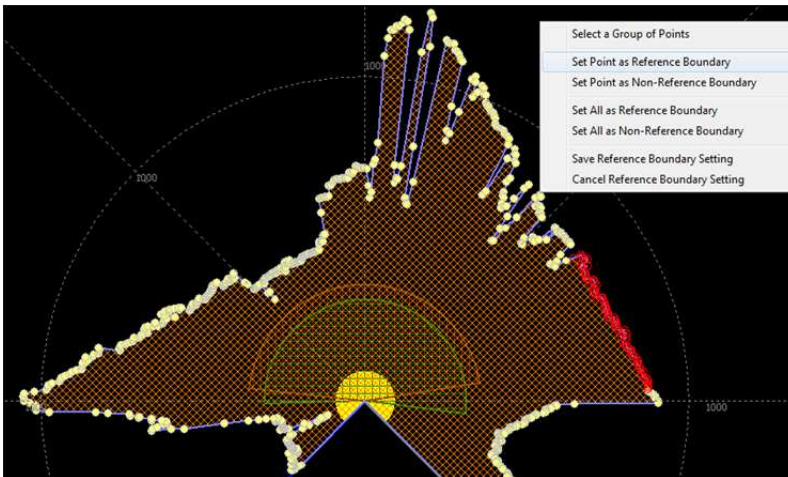 Select a Group of Points
1000
Set Point as Reference Boundary
Set Point as Non-Reference Boundary
Set All as Reference Boundary
Set All as Non-Reference Boundary
Save Reference Boundary Setting
1000
Cancel Reference Boundary Setting
1000